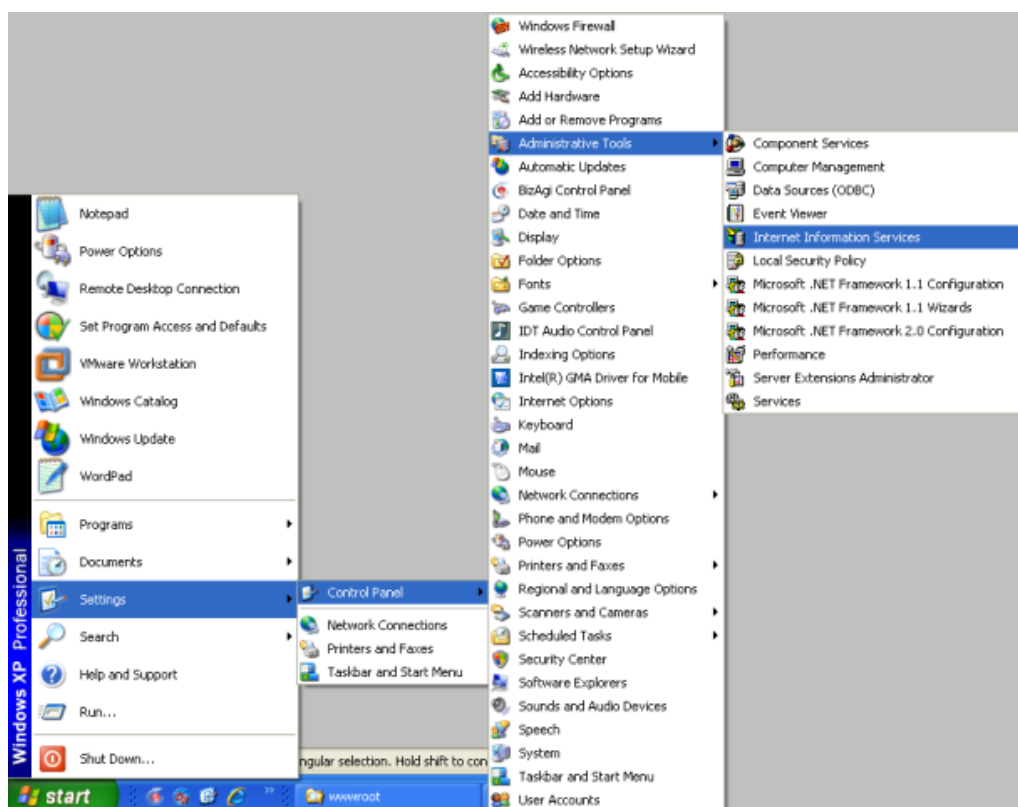 Windows Firewall
Wireless Network Setup Wizard
Accessibility Options
Add Hardware
Add or Remove Programs
Administrative Tools
Automatic Updates
BizAgi Control Panel
Date and Time
Display
Folder Options
Fonts
Game Controllers
IDT Audio Control Panel
Indexing Options
Intel(R) GMA Driver for Mobile
Internet Options
Keyboard
Mail
Mouse
Network Connections
Phone and Modem Options
Power Options
Printers and Faxes
Regional and Language Options
Scanners and Cameras
Scheduled Tasks
Security Center
Software Explorers
Sounds and Audio Devices
Speech
System
Taskbar and Start Menu
User Accounts
Component Services
Computer Management
Data Sources (ODBC)
Event Viewer
Internet Information Services
Local Security Policy
Microsoft .NET Framework 1.1 Configuration
Microsoft .NET Framework 1.1 Wizards
Microsoft .NET Framework 2.0 Configuration
Performance
Server Extensions Administrator
Services
Notepad
Power Options
Remote Desktop Connection
Set Program Access and Defaults
VMware Workstation
Windows Catalog
Windows Update
WordPad
Programs
Documents
Settings
Search
Help and Support
Run...
Shut Down...
Windows XP Professional
Control Panel
Network Connections
Printers and Faxes
Taskbar and Start Menu
ngular selection. Hold shift to con
start
wwwroot